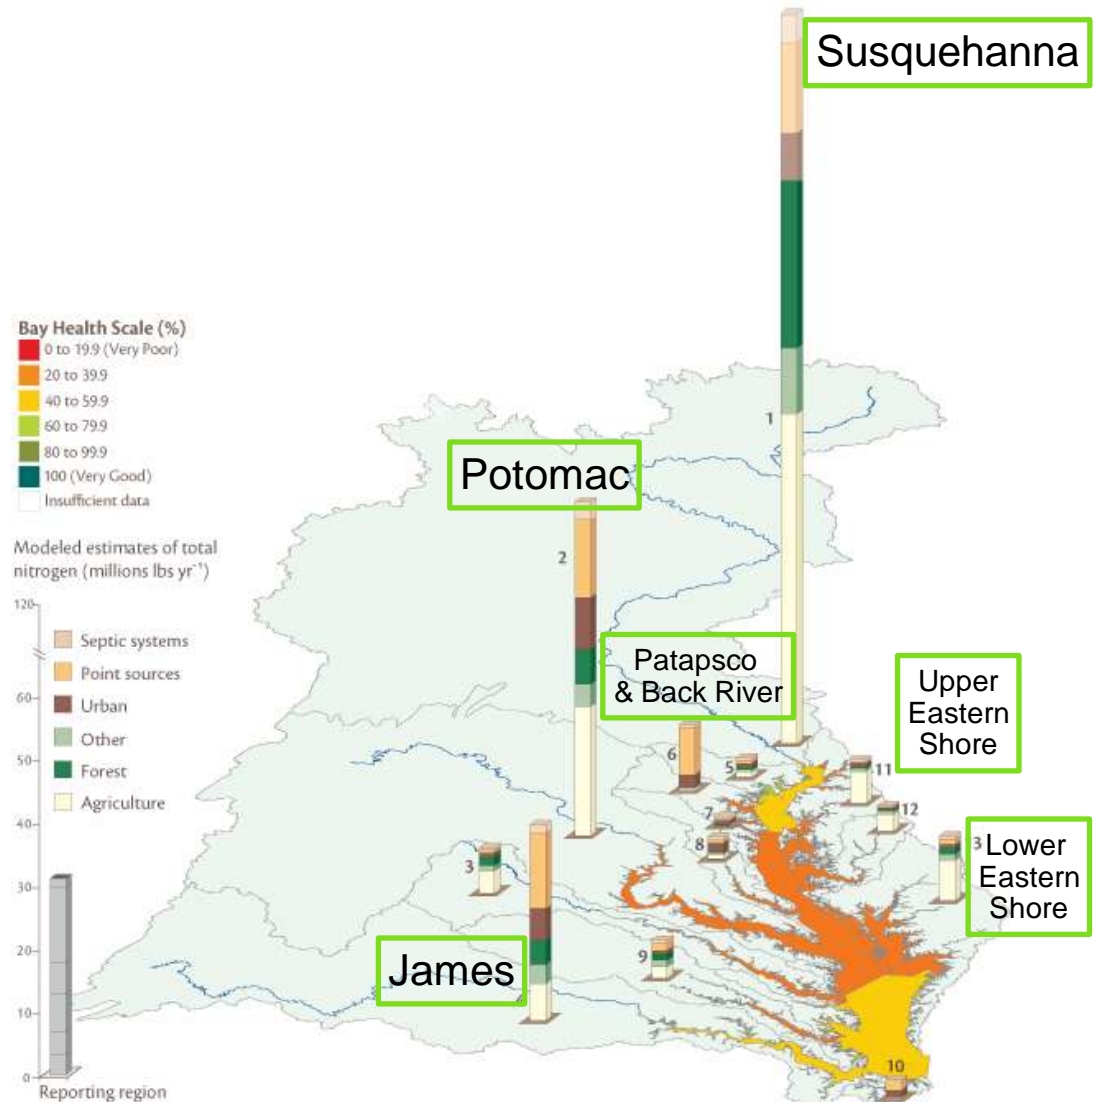 Susquehanna
Bay Health Scale (%)
0 to 19.9 (Very Poor)
20 to 39.9
40 to 59.9
60 to 79.9
80 to 99.9
100 (Very Good)
Insufficient data
1
Potomac
Modeled estimates of total
nitrogen (millions lbs yr⁻¹)
2
120
Septic systems
Point sources
Urban
Other
Forest
Agriculture
60
50
40
30
20
10
0
Reporting region
Patapsco
& Back River
Upper
Eastern
Shore
6
5
11
7
12
8
3
3
Lower
Eastern
Shore
James
9
10